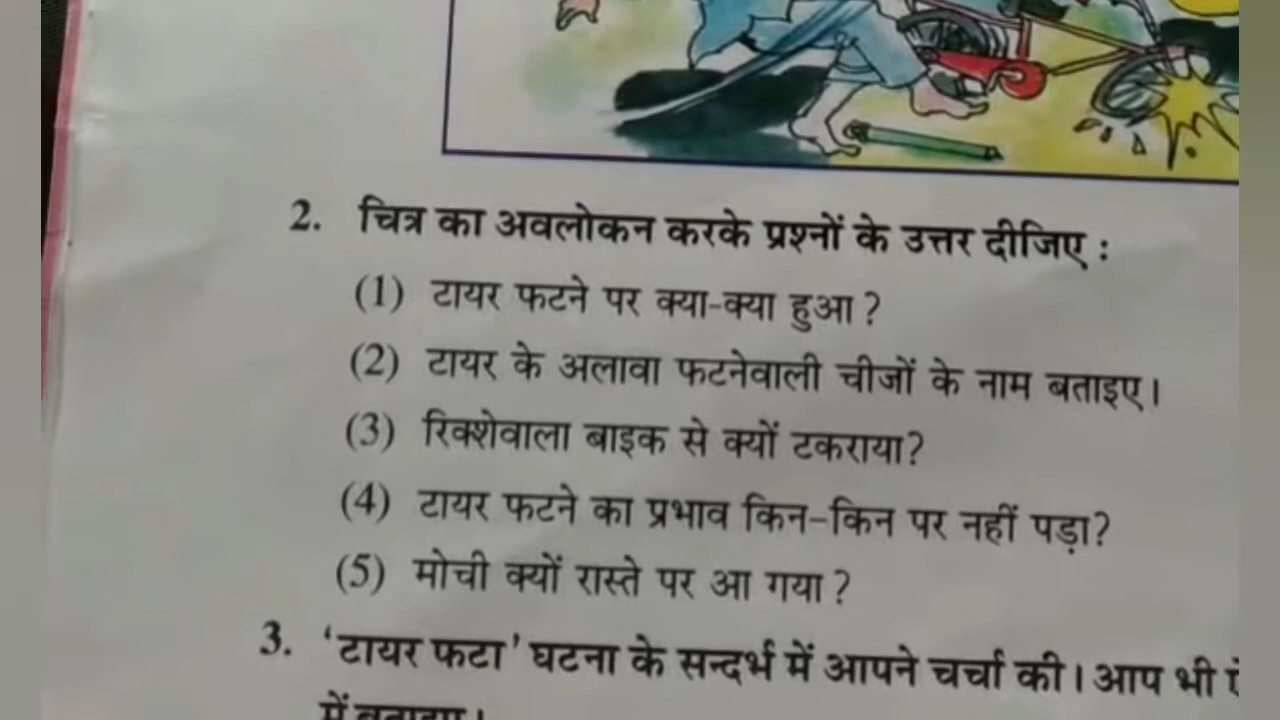 2. चित्र का अवलोकन करके प्रश्नों के उत्तर दीजिए :
(1) टायर फटने पर क्या-क्या हुआ ?
(2) टायर के अलावा फटनेवाली चीजों के नाम बताइए।
(3) रिक्शेवाला बाइक से क्यों टकराया?
(4) टायर फटने का प्रभाव किन-किन पर नहीं पड़ा?
(5) मोची क्यों रास्ते पर आ गया ?
3. 'टायर फटा' घटना के सन्दर्भ में आपने चर्चा की। आप भी
में